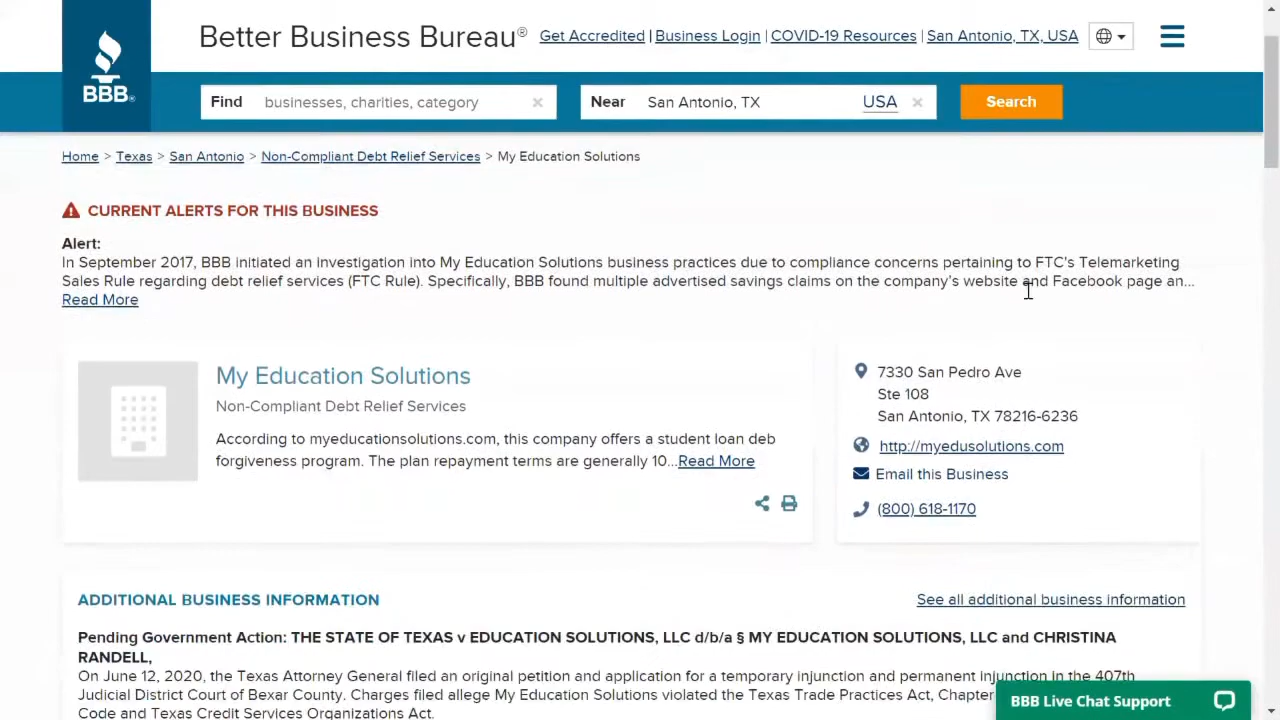 Better Business Bureau®
Get Accredited | Business Login | COVID-19 Resources | San Antonio, TX, USA
BBB®
Find businesses, charities, category Near San Antonio, TX USA Search
Home > Texas > San Antonio > Non-Compliant Debt Relief Services > My Education Solutions
CURRENT ALERTS FOR THIS BUSINESS
Alert:
In September 2017, BBB initiated an investigation into My Education Solutions business practices due to compliance concerns pertaining to FTC's Telemarketing
Sales Rule regarding debt relief services (FTC Rule). Specifically, BBB found multiple advertised savings claims on the company's website and Facebook page an...
Read More
My Education Solutions
Non-Compliant Debt Relief Services
According to myeducationsolutions.com, this company offers a student loan deb
forgiveness program. The plan repayment terms are generally 10...Read More
7330 San Pedro Ave
Ste 108
San Antonio, TX 78216-6236
http://myedusolutions.com
Email this Business
(800) 618-1170
ADDITIONAL BUSINESS INFORMATION
See all additional business information
Pending Government Action: THE STATE OF TEXAS v EDUCATION SOLUTIONS, LLC d/b/a § MY EDUCATION SOLUTIONS, LLC and CHRISTINA
RANDELL,
On June 12, 2020, the Texas Attorney General filed an original petition and application for a temporary injunction and permanent injunction in the 407th
Judicial District Court of Bexar County. Charges filed allege My Education Solutions violated the Texas Trade Practices Act, Chapter
Code and Texas Credit Services Organizations Act.
BBB Live Chat Support